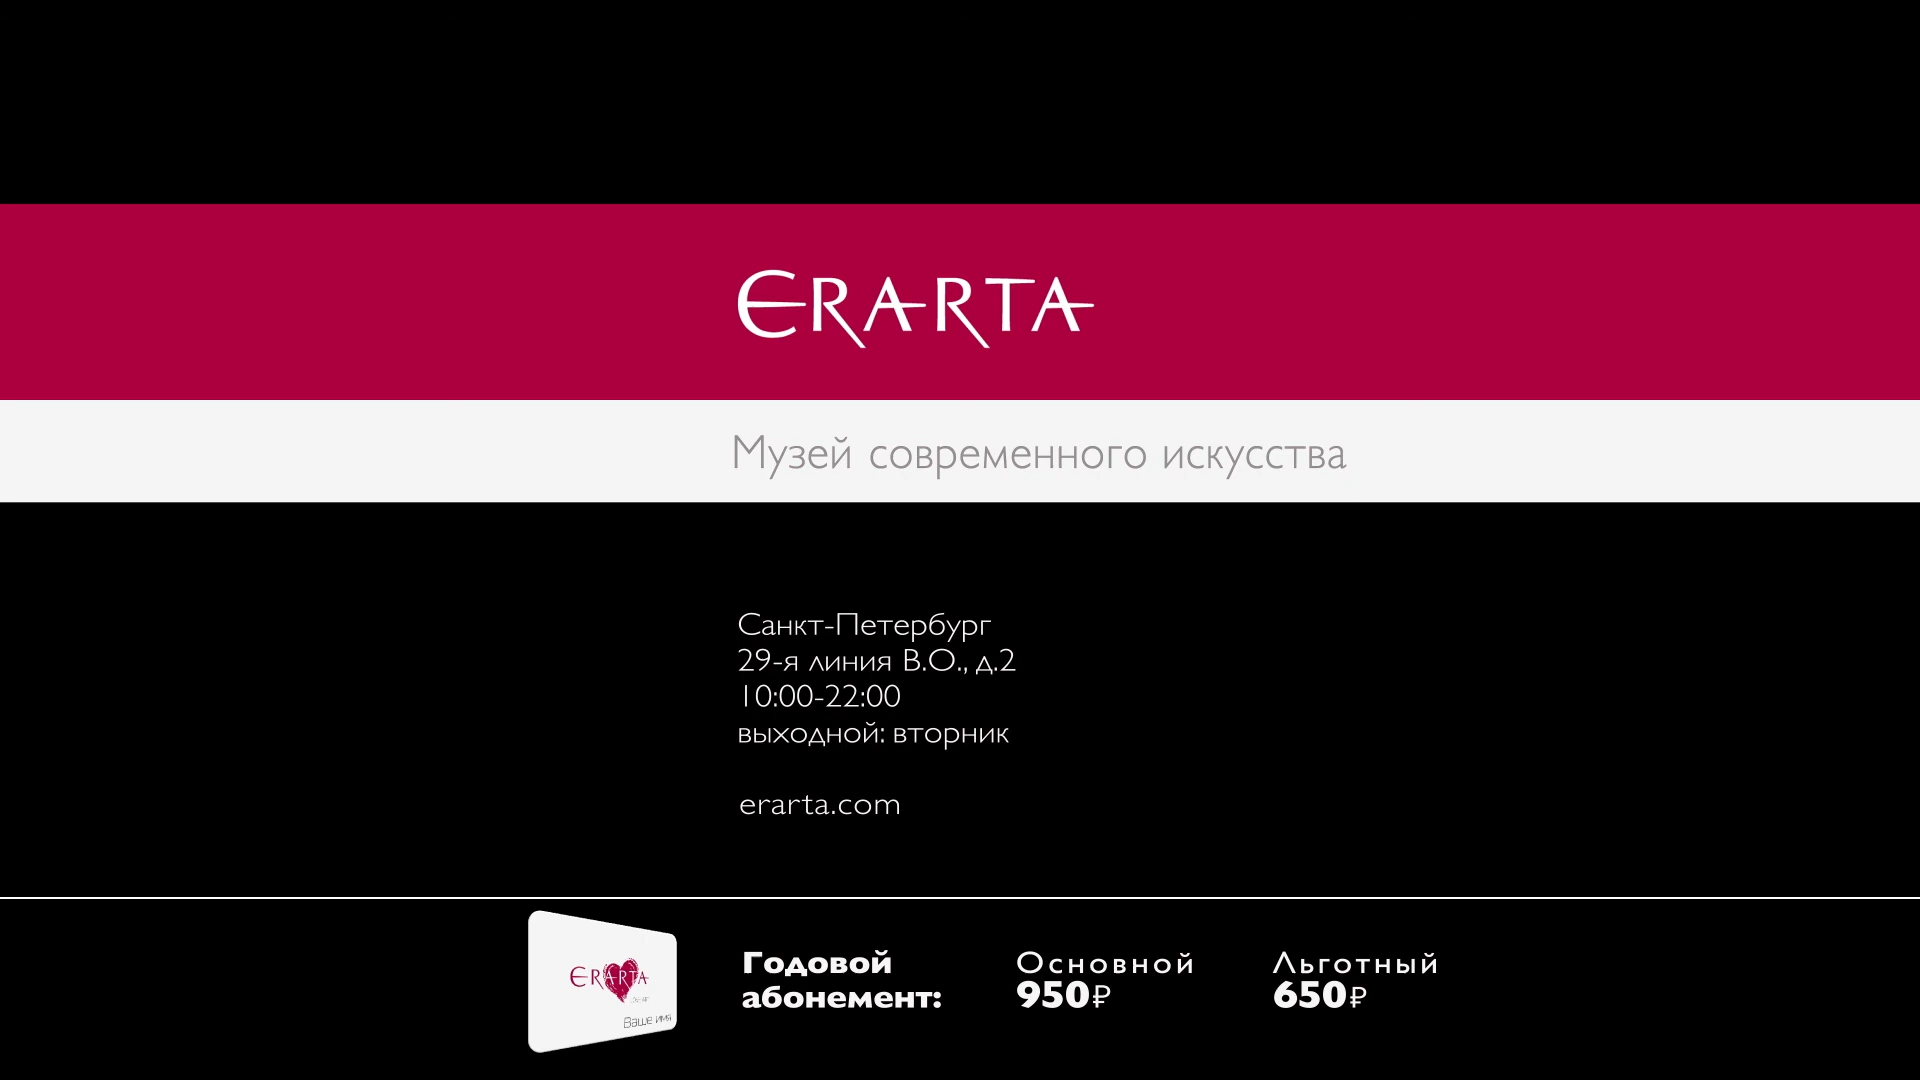 ERARTA
Музей современного искусства
Санкт-Петербург
29-я линия В.О., д.2
10:00-22:00
выходной: вторник
erarta.com
ERARTA
Ваше имя
Годовой
абонемент:
Основной
950₽
Льготный
650₽